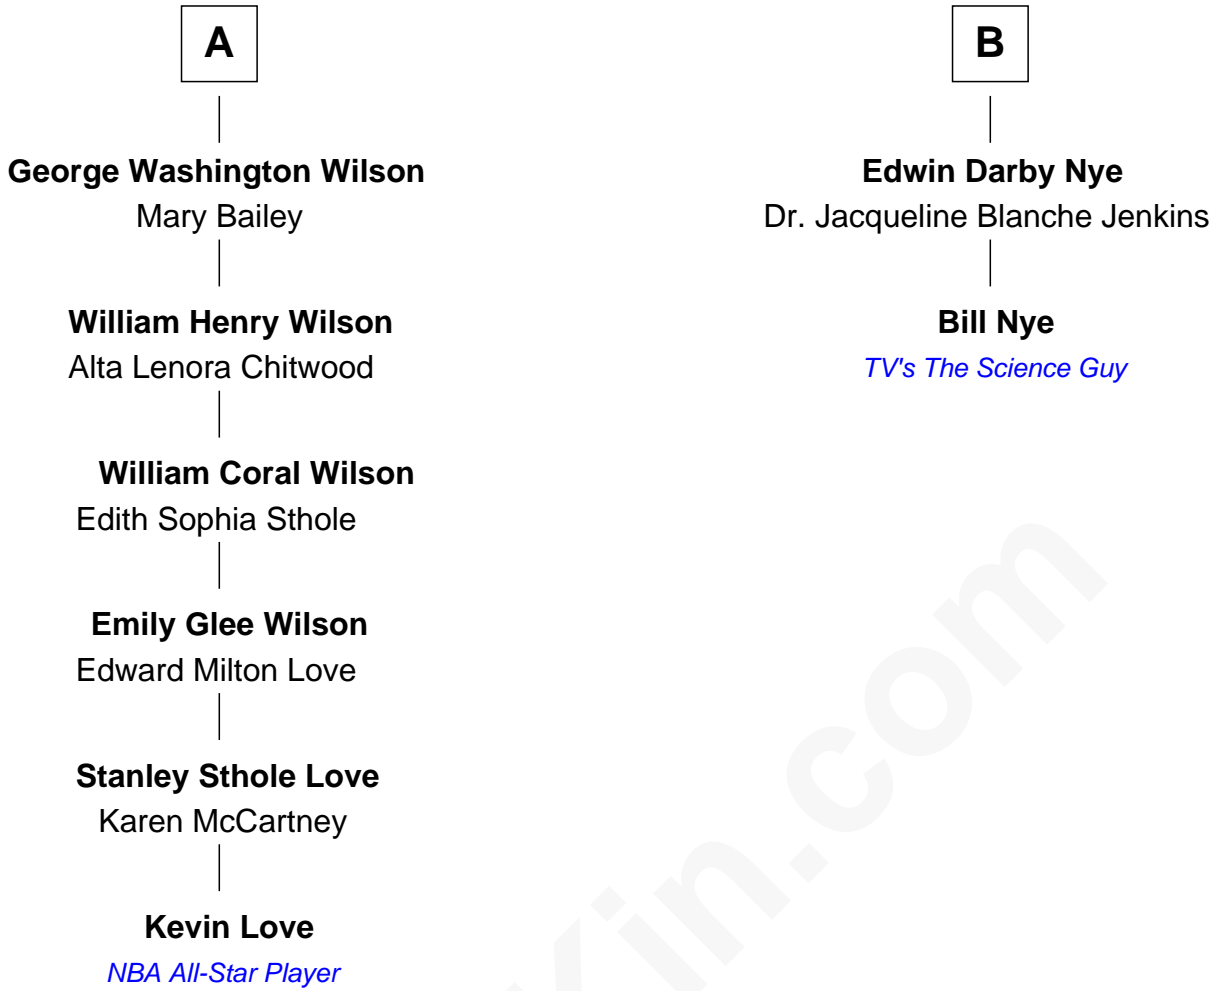 A
George Washington Wilson
Mary Bailey
William Henry Wilson
Alta Lenora Chitwood
William Coral Wilson
Edith Sophia Sthole
Emily Glee Wilson
Edward Milton Love
Stanley Sthole Love
Karen McCartney
Kevin Love
NBA All-Star Player
B
Edwin Darby Nye
Dr. Jacqueline Blanche Jenkins
Bill Nye
TV's The Science Guy
Kin.com